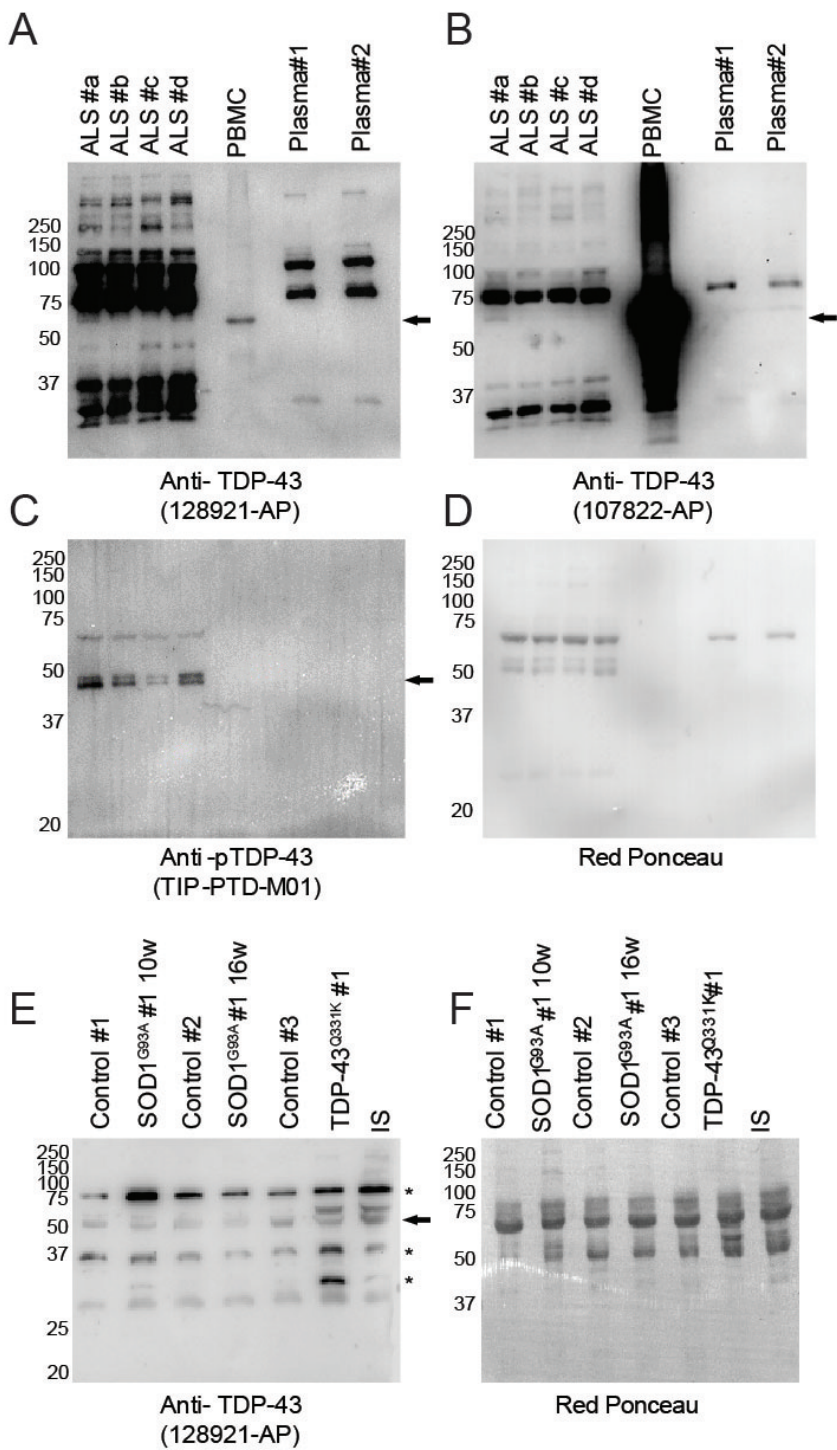 A
ALS #a
ALS #b
ALS #c
ALS #d
PBMC
Plasma#1
Plasma#2
250
150
100
75
50
37
Anti- TDP-43
(128921-AP)
B
ALS #a
ALS #b
ALS #c
ALS #d
PBMC
Plasma#1
Plasma#2
250
150
100
75
50
37
Anti- TDP-43
(107822-AP)
C
250
150
100
75
50
37
20
Anti -pTDP-43
(TIP-PTD-M01)
D
250
150
100
75
50
37
20
Red Ponceau
E
Control #1
SOD1G93A #1 10w
Control #2
SOD1G93A #1 16w
Control #3
TDP-43Q331K #1
IS
250
150
100
75
50
37
25
20
*
*
*
Anti- TDP-43
(128921-AP)
F
Control #1
SOD1G93A #1 10w
Control #2
SOD1G93A #1 16w
Control #3
TDP-43Q331K#1
IS
250
150
100
75
50
37
Red Ponceau